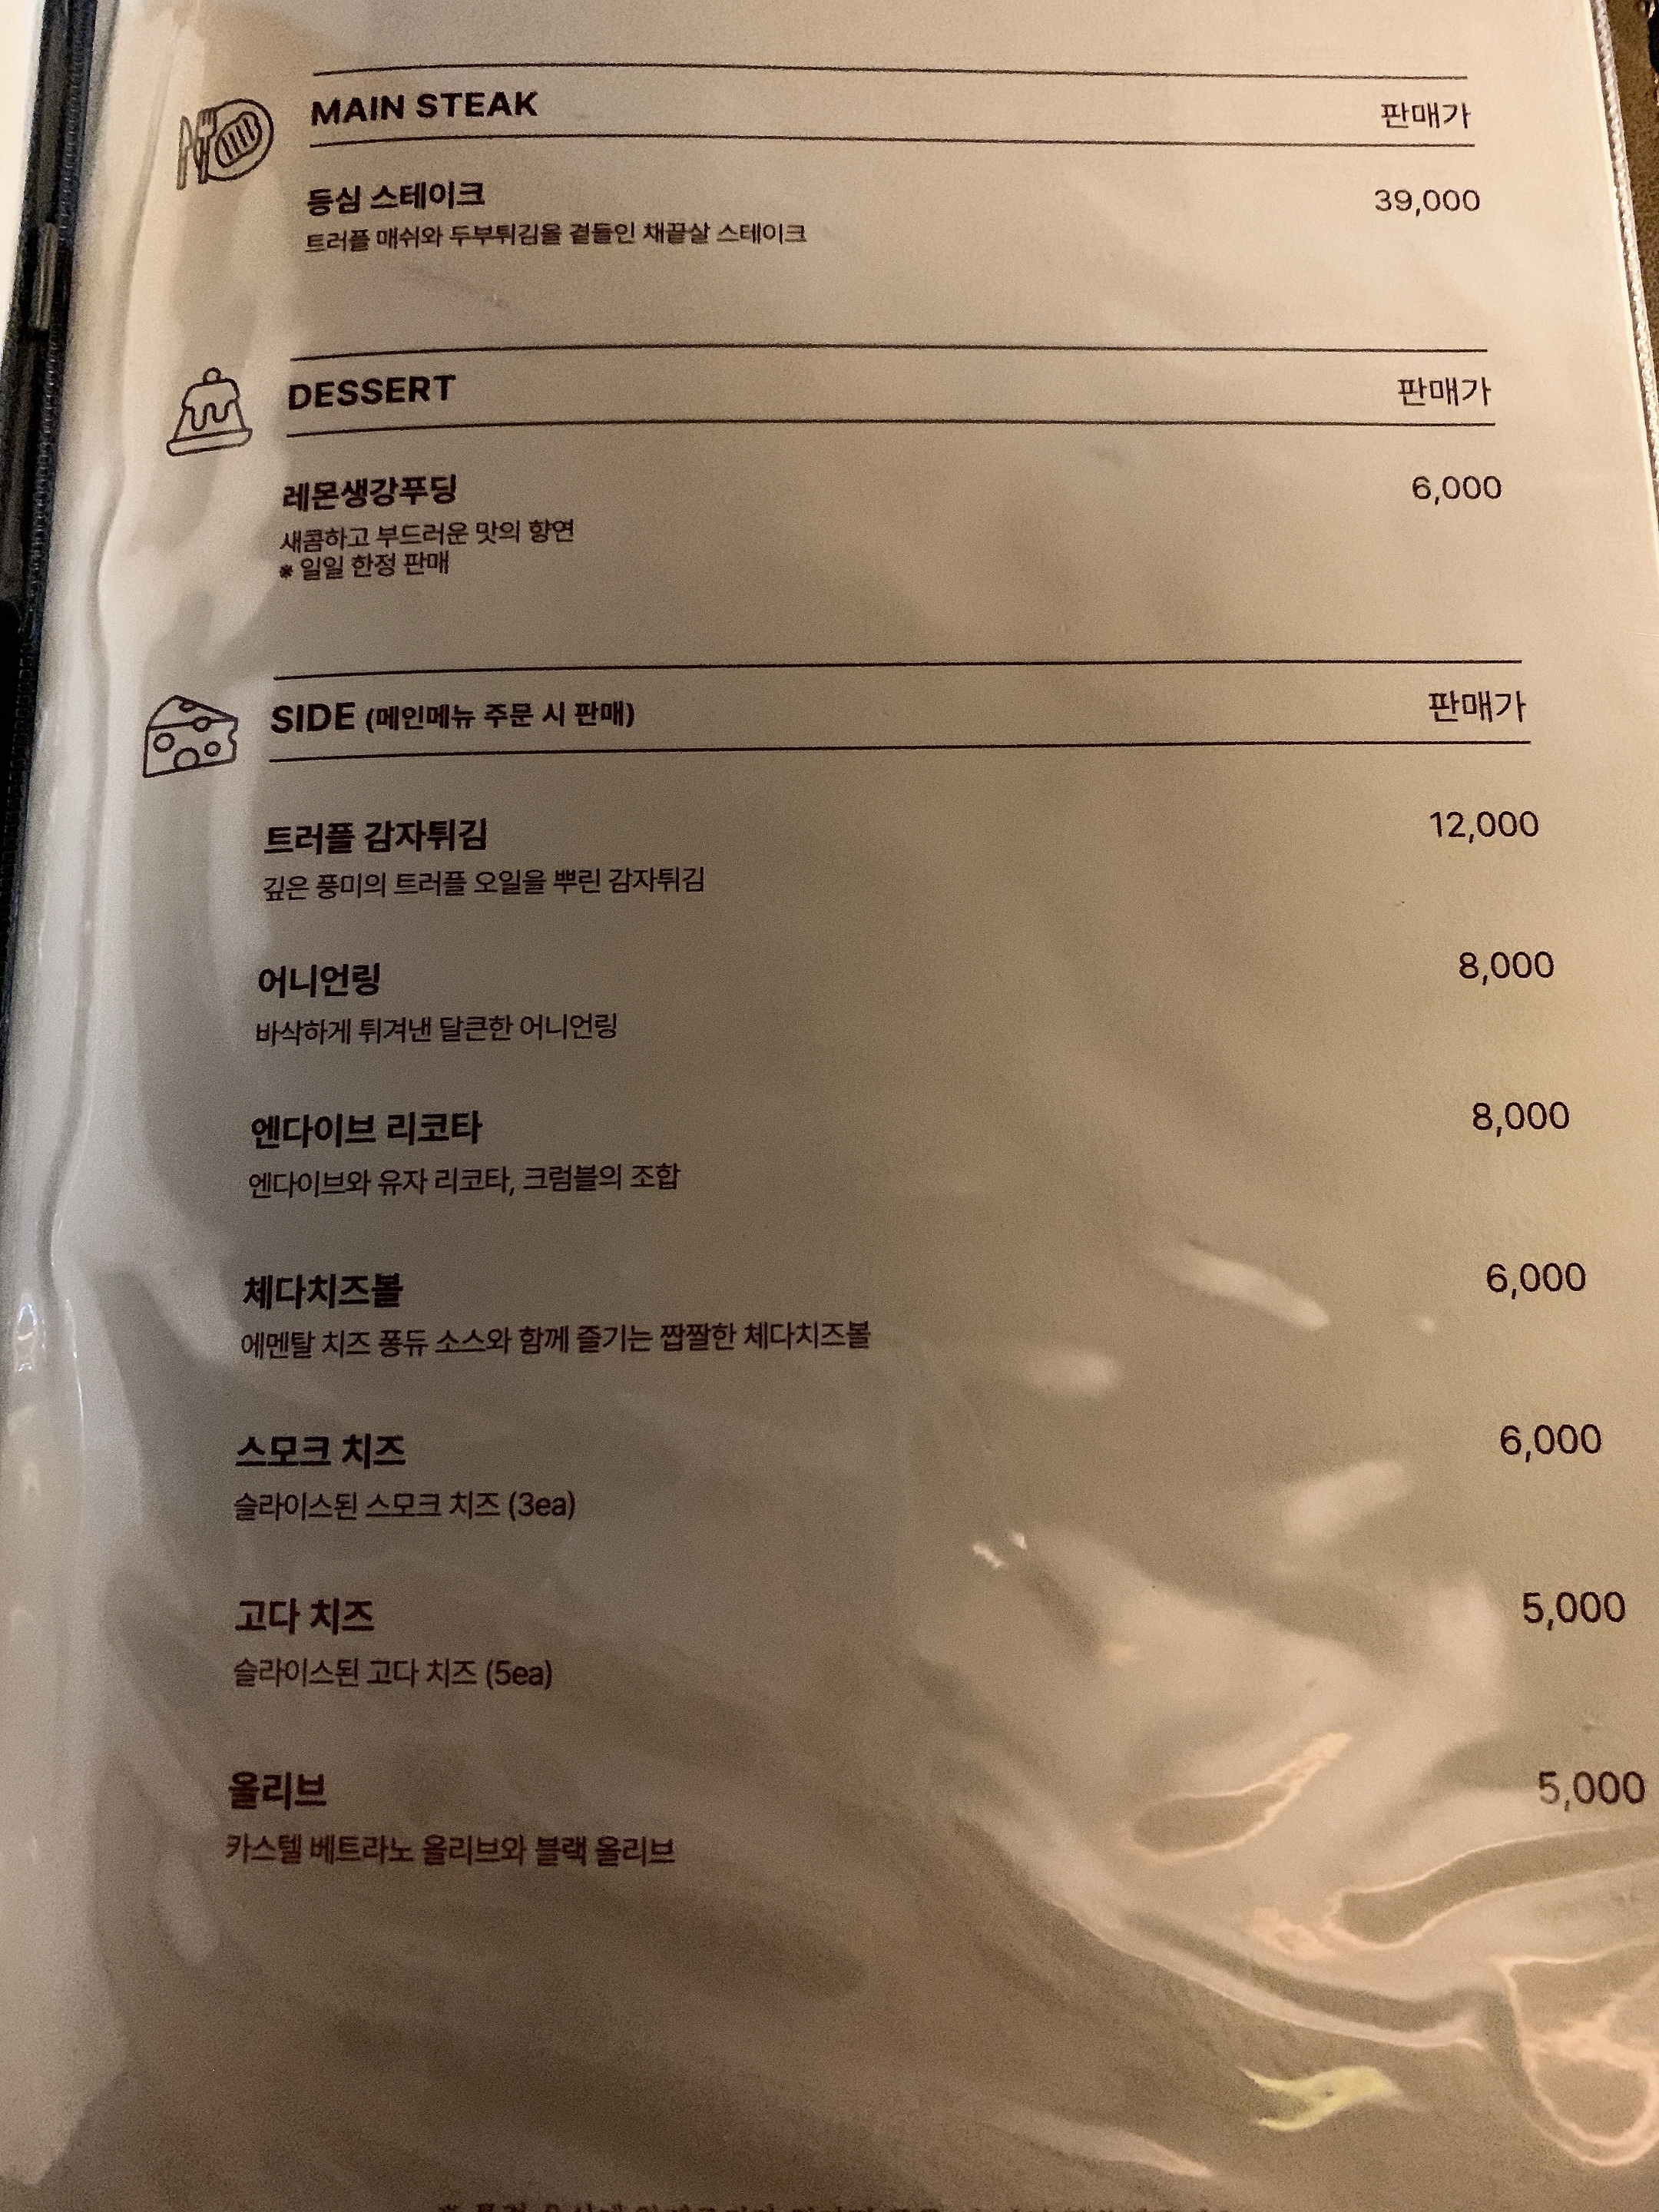 MAIN STEAK 판매가
등심 스테이크 39,000
트러플 매쉬와 두부튀김을 곁들인 채끝살 스테이크
DESSERT 판매가
레몬생강푸딩 6,000
새콤하고 부드러운 맛의 향연
※ 일일 한정 판매
SIDE (메인메뉴 주문 시 판매) 판매가
트러플 감자튀김 12,000
깊은 풍미의 트러플 오일을 뿌린 감자튀김
어니언링 8,000
바삭하게 튀겨낸 달큰한 어니언링
엔다이브 리코타 8,000
엔다이브와 유자 리코타, 크럼블의 조합
체다치즈볼 6,000
에멘탈 치즈 퐁듀 소스와 함께 즐기는 짭짤한 체다치즈볼
스모크 치즈 6,000
슬라이스된 스모크 치즈 (3ea)
고다 치즈 5,000
슬라이스된 고다 치즈 (5ea)
올리브 5,000
카스텔 베트라노 올리브와 블랙 올리브